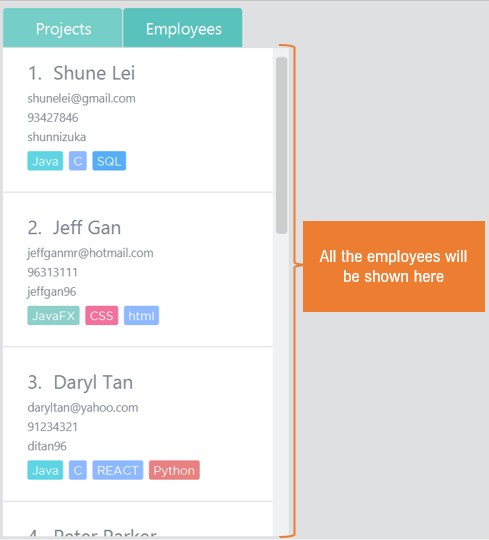 Projects Employees
1. Shune Lei
shunelei@gmail.com
93427846
shunnizuka
Java C SQL
2. Jeff Gan
jeffganmr@hotmail.com
96313111
jeffgan96
JavaFX CSS html
3. Daryl Tan
daryltan@yahoo.com
91234321
ditan96
Java C REACT Python
4. Peter Parker
All the employees will
be shown here